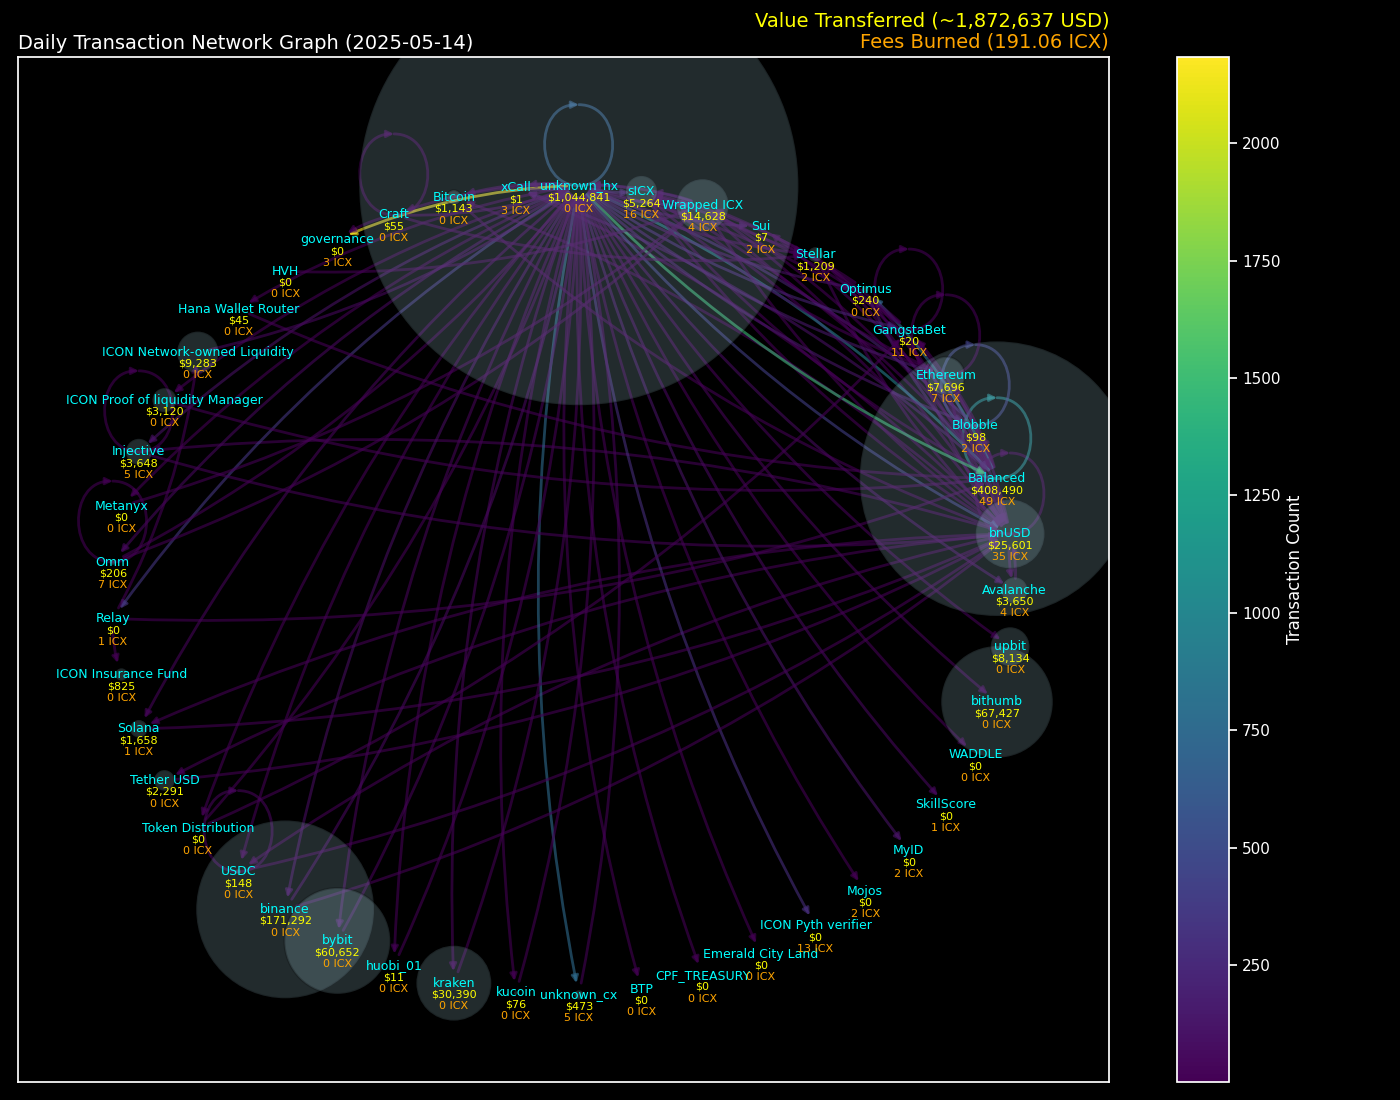 Value Transferred (~1,872,637 USD)
Daily Transaction Network Graph (2025-05-14)
Fees Burned (191.06 ICX)
unknown_hx
$1,044,841
0 ICX
xCall
$1
3 ICX
Bitcoin
$1,143
0 ICX
Craft
$55
0 ICX
governance
$0
3 ICX
HVH
$0
0 ICX
Hana Wallet Router
$45
0 ICX
ICON Network-owned Liquidity
$9,283
0 ICX
ICON Proof of liquidity Manager
$3,120
0 ICX
Injective
$3,648
5 ICX
Metanyx
$0
0 ICX
Omm
$206
7 ICX
Relay
$0
1 ICX
ICON Insurance Fund
$825
0 ICX
Solana
$1,658
1 ICX
Tether USD
$2,291
0 ICX
Token Distribution
$0
0 ICX
USDC
$148
0 ICX
binance
$171,292
0 ICX
bybit
$60,652
0 ICX
huobi_01
$11
0 ICX
kraken
$30,390
0 ICX
kucoin
$76
0 ICX
unknown_cx
$473
5 ICX
BTP
$0
0 ICX
CPF_TREASURY
$0
0 ICX
Emerald City Land
$0
0 ICX
ICON Pyth verifier
$0
13 ICX
Mojos
$0
2 ICX
MyID
$0
2 ICX
SkillScore
$0
1 ICX
WADDLE
$0
0 ICX
bithumb
$67,427
0 ICX
upbit
$8,134
0 ICX
Avalanche
$3,650
4 ICX
bnUSD
$25,601
35 ICX
Balanced
$408,490
49 ICX
Blobble
$98
2 ICX
Ethereum
$7,696
7 ICX
GangstaBet
$20
11 ICX
Optimus
$240
0 ICX
Stellar
$1,209
2 ICX
Sui
$7
2 ICX
Wrapped ICX
$14,628
4 ICX
sICX
$5,264
16 ICX
2000
1750
1500
1250
1000
750
500
250
Transaction Count